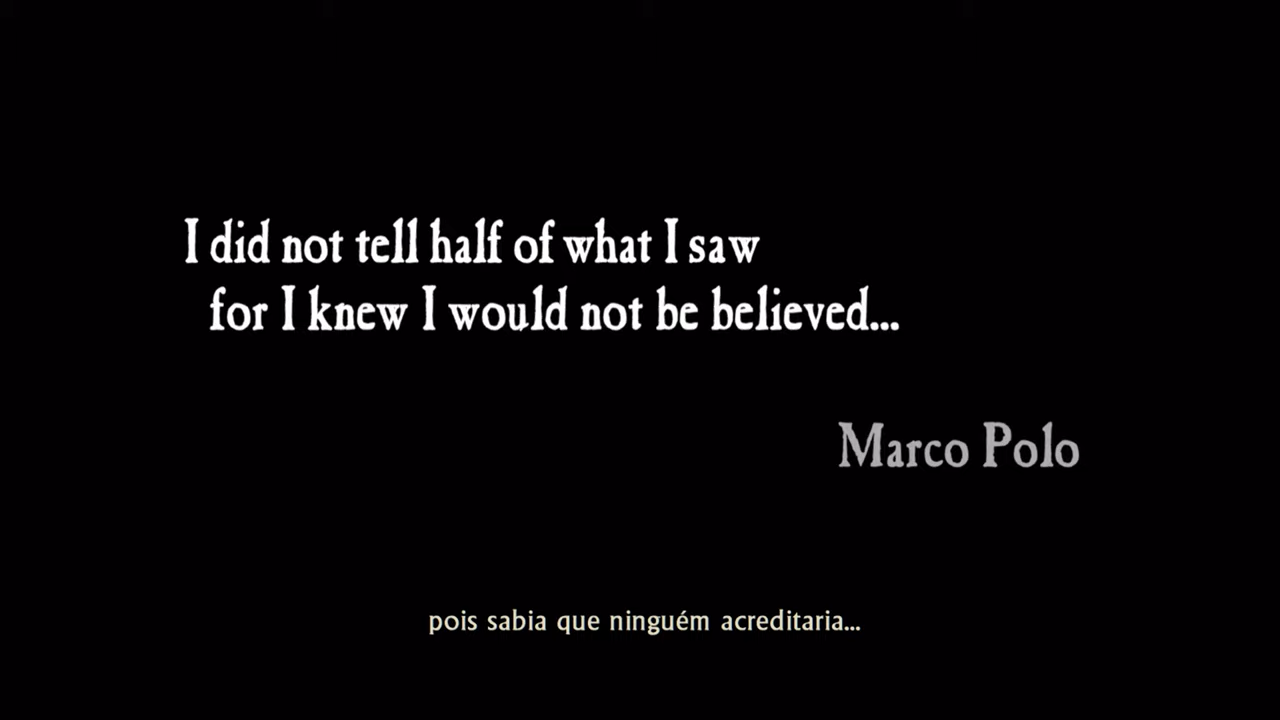 I did not tell half of what I saw
for I knew I would not be believed...
Marco Polo
pois sabia que ninguém acreditaria...